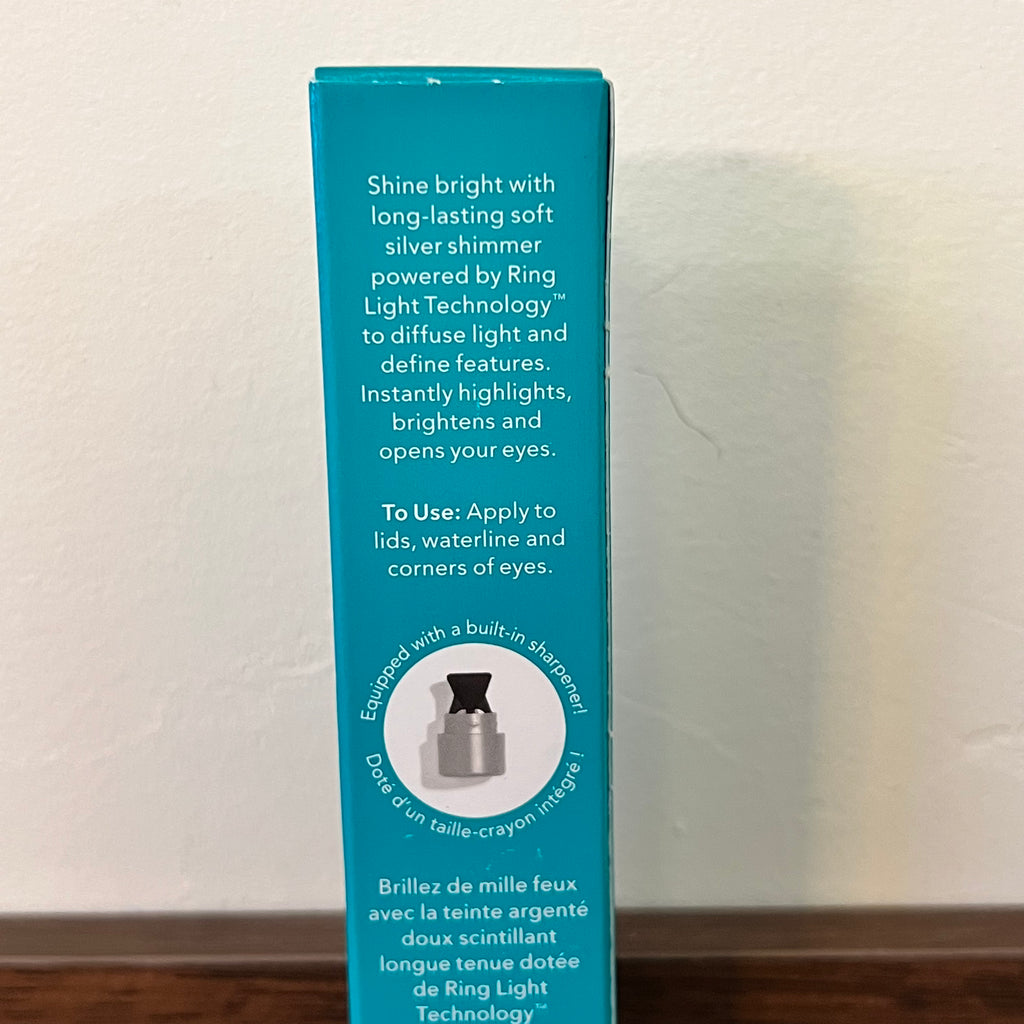 Shine bright with
long-lasting soft
silver shimmer
powered by Ring
Light Technology™
to diffuse light and
define features.
Instantly highlights,
brightens and
opens your eyes.
To Use: Apply to
lids, waterline and
corners of eyes.
Equipped with a built-in sharpener!
Doté d'un taille-crayon intégré !
Brillez de mille feux
avec la teinte argenté
doux scintillant
longue tenue dotée
de Ring Light
Technology™